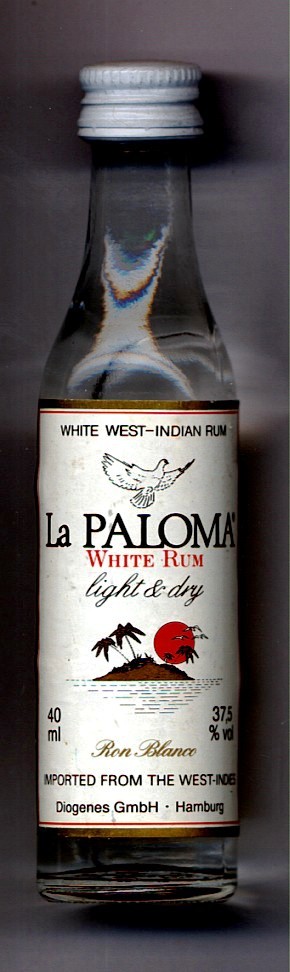 WHITE WEST-INDIAN RUM
La PALOMA®
WHITE RUM
light & dry
40 ml
37,5 % vol
Ron Blanco
IMPORTED FROM THE WEST-INDIES
Diogenes GmbH · Hamburg